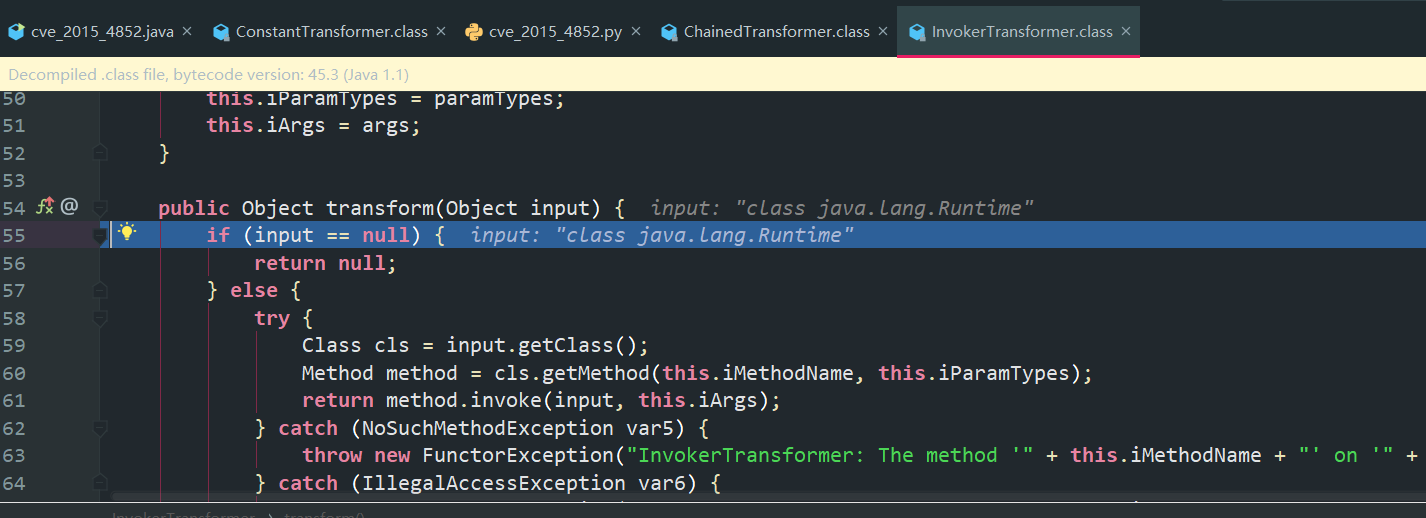 cve_2015_4852.java × ConstantTransformer.class × cve_2015_4852.py × ChainedTransformer.class × InvokerTransformer.class ×
Decompiled .class file, bytecode version: 45.3 (Java 1.1)
50 this.iParamTypes = paramTypes;
51 this.iArgs = args;
52 }
53
54 @ public Object transform(Object input) { input: "class java.lang.Runtime"
55 if (input == null) { input: "class java.lang.Runtime"
56 return null;
57 } else {
58 try {
59 Class cls = input.getClass();
60 Method method = cls.getMethod(this.iMethodName, this.iParamTypes);
61 return method.invoke(input, this.iArgs);
62 } catch (NoSuchMethodException var5) {
63 throw new FunctorException("InvokerTransformer: The method '" + this.iMethodName + "' on '" +
64 } catch (IllegalAccessException var6) {
InvokerTransformer > transform()